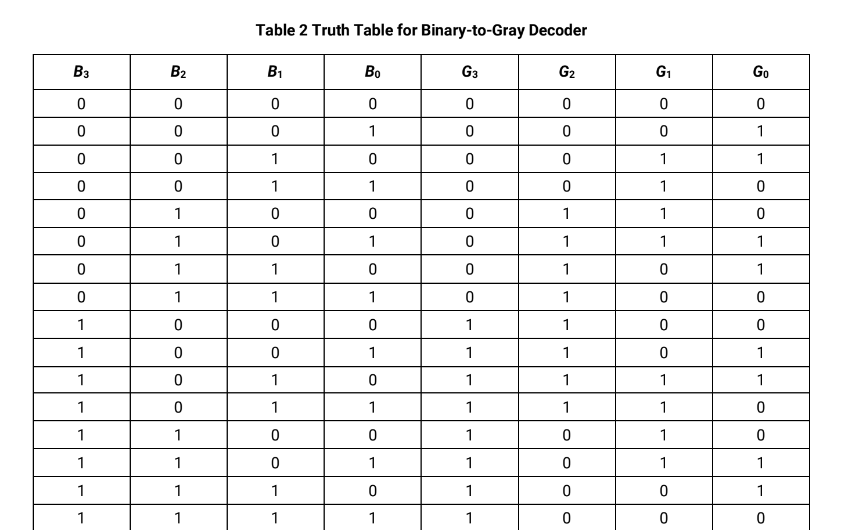 Table 2 Truth Table for Binary-to-Gray Decoder
B₃ B₂ B₁ B₀ G₃ G₂ G₁ G₀
0 0 0 0 0 0 0 0
0 0 0 1 0 0 0 1
0 0 1 0 0 0 1 1
0 0 1 1 0 0 1 0
0 1 0 0 0 1 1 0
0 1 0 1 0 1 1 1
0 1 1 0 0 1 0 1
0 1 1 1 0 1 0 0
1 0 0 0 1 1 0 0
1 0 0 1 1 1 0 1
1 0 1 0 1 1 1 1
1 0 1 1 1 1 1 0
1 1 0 0 1 0 1 0
1 1 0 1 1 0 1 1
1 1 1 0 1 0 0 1
1 1 1 1 1 0 0 0